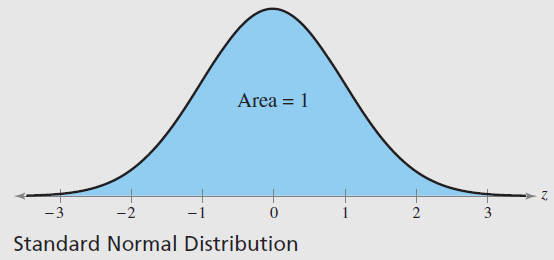 Area = 1
−3 −2 −1 0 1 2 3 z
Standard Normal Distribution